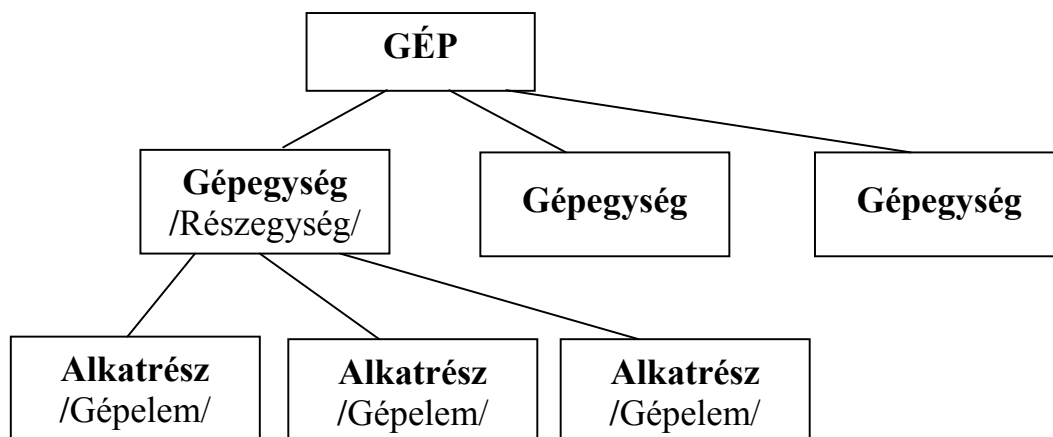 GÉP
Gépegység
/Részegység/
Gépegység
Gépegység
Alkatrész
/Gépelem/
Alkatrész
/Gépelem/
Alkatrész
/Gépelem/